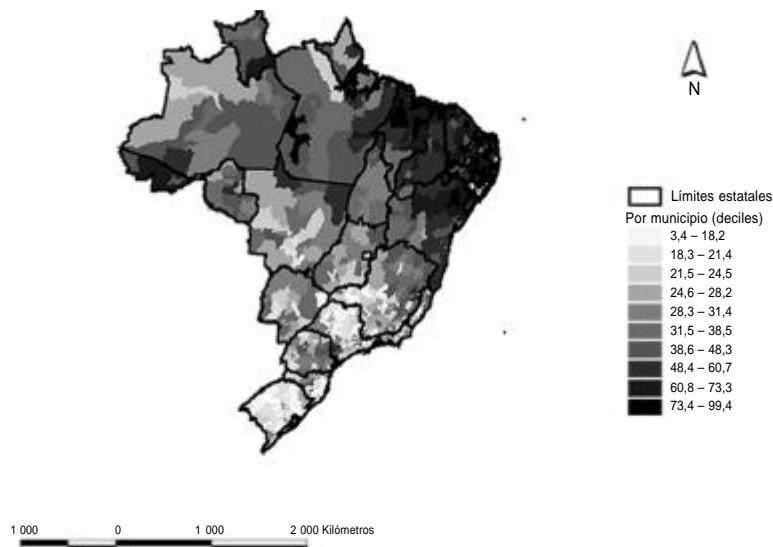 N
Límites estatales
Por municipio (deciles)
3,4 – 18,2
18,3 – 21,4
21,5 – 24,5
24,6 – 28,2
28,3 – 31,4
31,5 – 38,5
38,6 – 48,3
48,4 – 60,7
60,8 – 73,3
73,4 – 99,4
1 000 0 1 000 2 000 Kilómetros